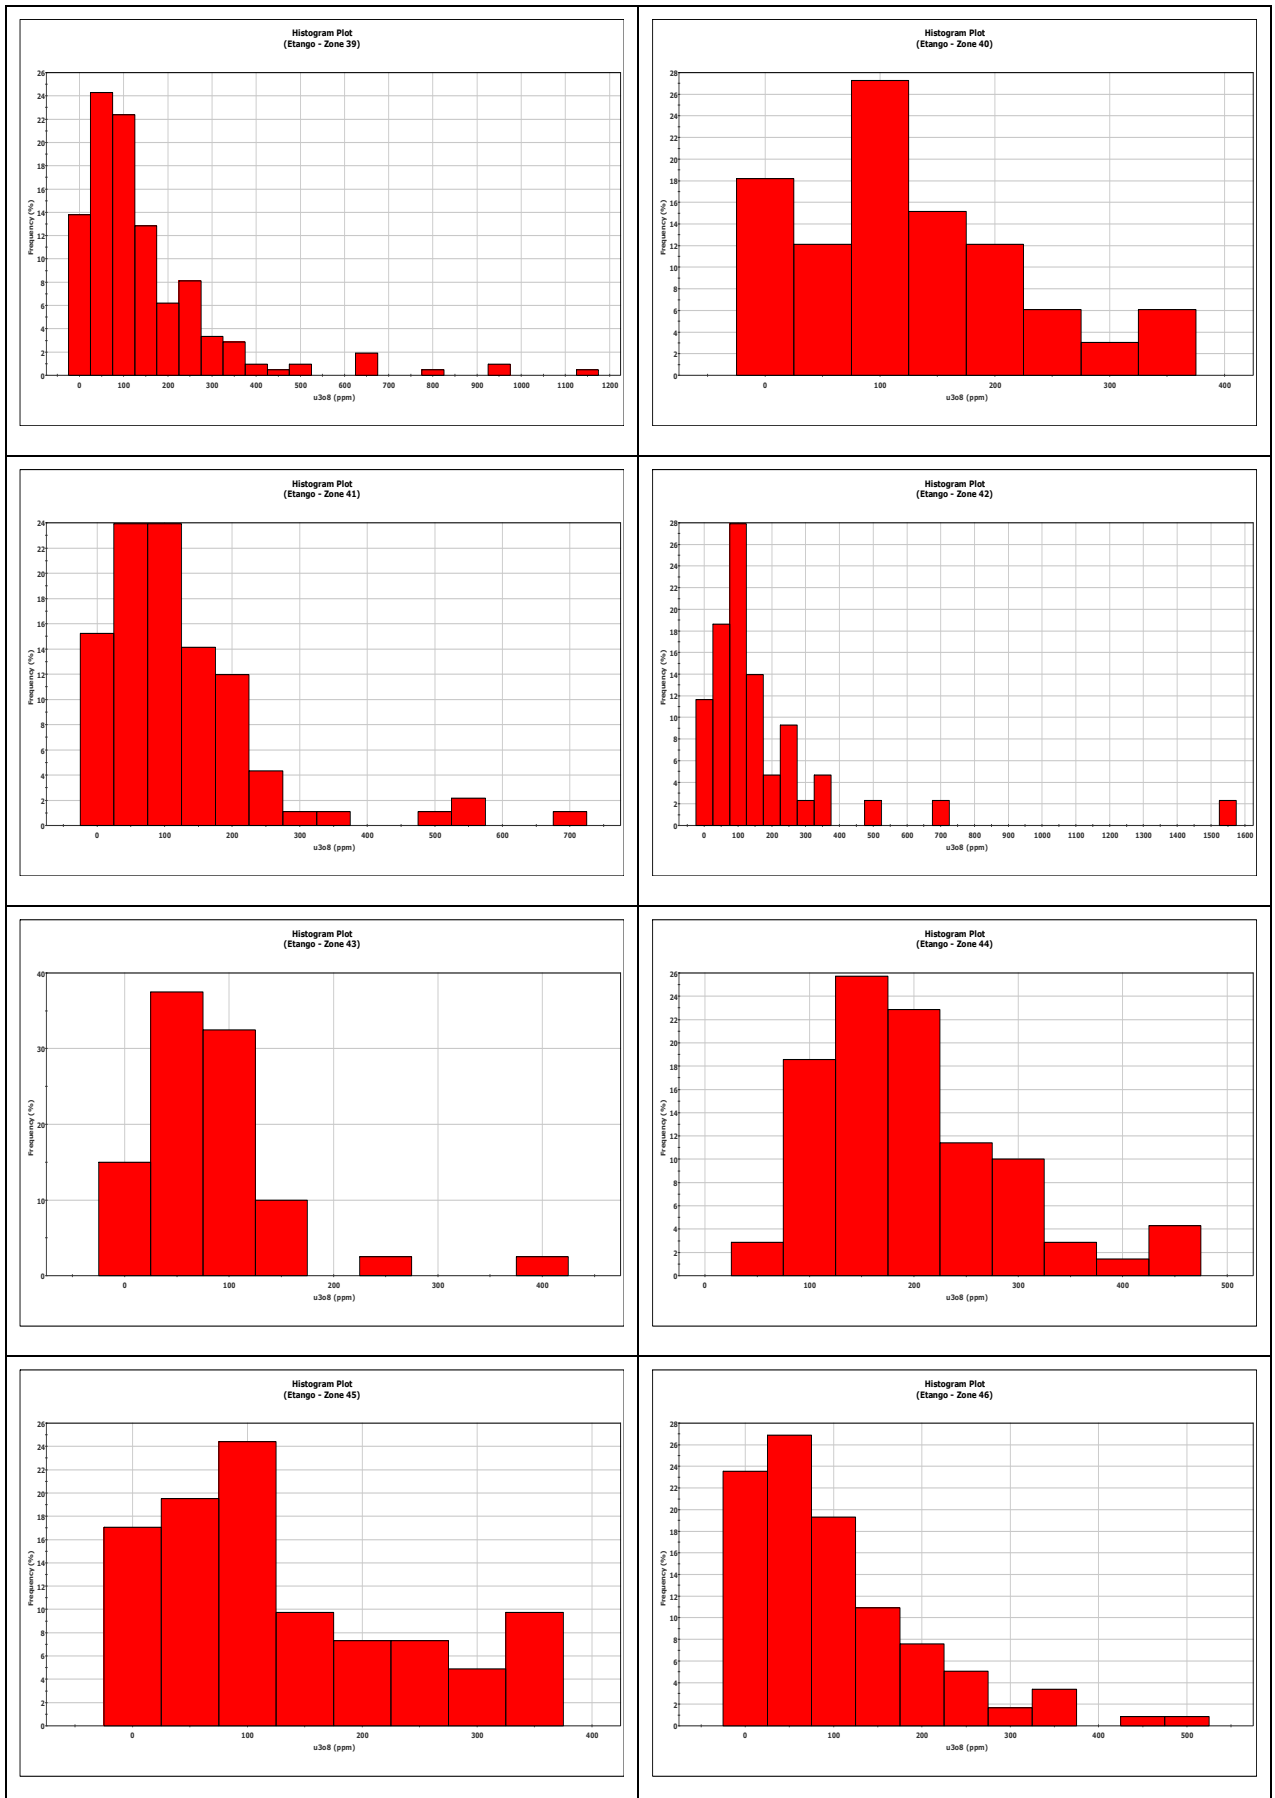 Histogram Plot
(Etango - Zone 39)
Frequency (%)
26
24
22
20
18
16
14
12
10
8
6
4
2
0
0 100 200 300 400 500 600 700 800 900 1000 1100 1200
u3o8 (ppm)
Histogram Plot
(Etango - Zone 40)
Frequency (%)
28
26
24
22
20
18
16
14
12
10
8
6
4
2
0
0 100 200 300 400
u3o8 (ppm)
Histogram Plot
(Etango - Zone 41)
Frequency (%)
24
22
20
18
16
14
12
10
8
6
4
2
0
0 100 200 300 400 500 600 700
u3o8 (ppm)
Histogram Plot
(Etango - Zone 42)
Frequency (%)
28
26
24
22
20
18
16
14
12
10
8
6
4
2
0
0 100 200 300 400 500 600 700 800 900 1000 1100 1200 1300 1400 1500 1600
u3o8 (ppm)
Histogram Plot
(Etango - Zone 43)
Frequency (%)
40
30
20
10
0
0 100 200 300 400
u3o8 (ppm)
Histogram Plot
(Etango - Zone 44)
Frequency (%)
26
24
22
20
18
16
14
12
10
8
6
4
2
0
0 100 200 300 400 500
u3o8 (ppm)
Histogram Plot
(Etango - Zone 45)
Frequency (%)
26
24
22
20
18
16
14
12
10
8
6
4
2
0
0 100 200 300 400
u3o8 (ppm)
Histogram Plot
(Etango - Zone 46)
Frequency (%)
28
26
24
22
20
18
16
14
12
10
8
6
4
2
0
0 100 200 300 400 500
u3o8 (ppm)